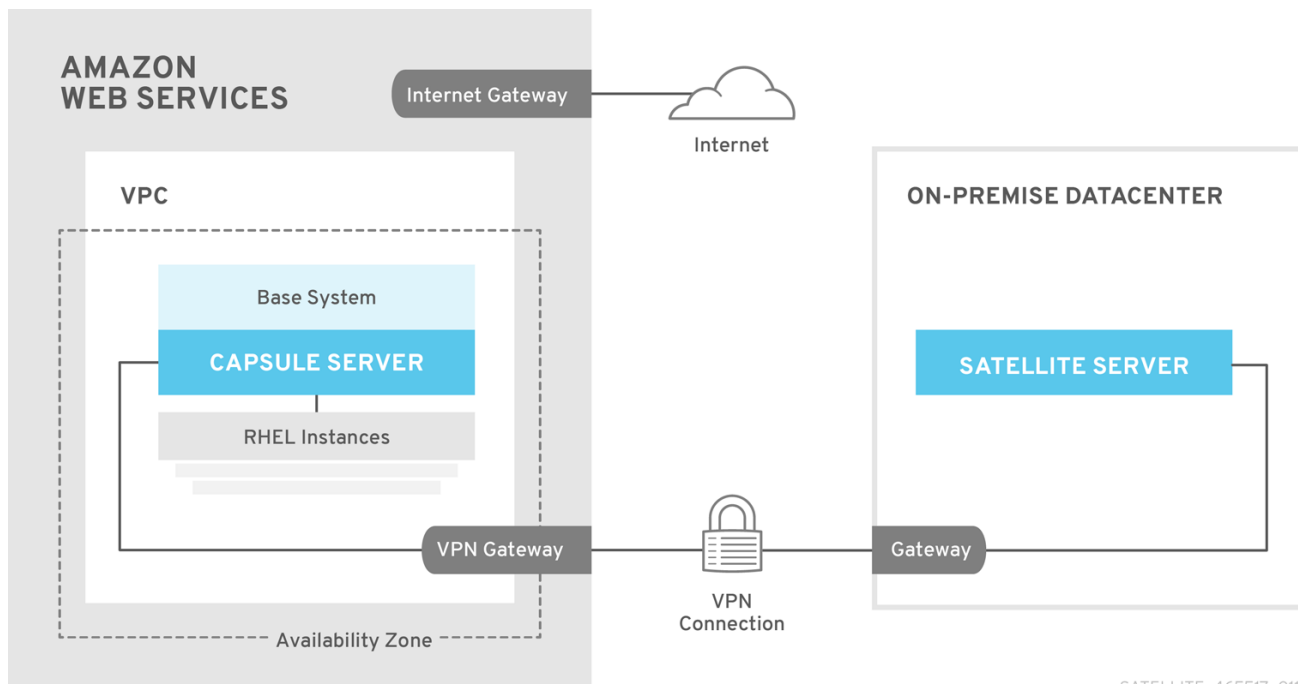 AMAZON
WEB SERVICES
Internet Gateway
Internet
VPC
ON-PREMISE DATACENTER
Base System
CAPSULE SERVER
SATELLITE SERVER
RHEL Instances
VPN Gateway
Gateway
VPN
Connection
Availability Zone